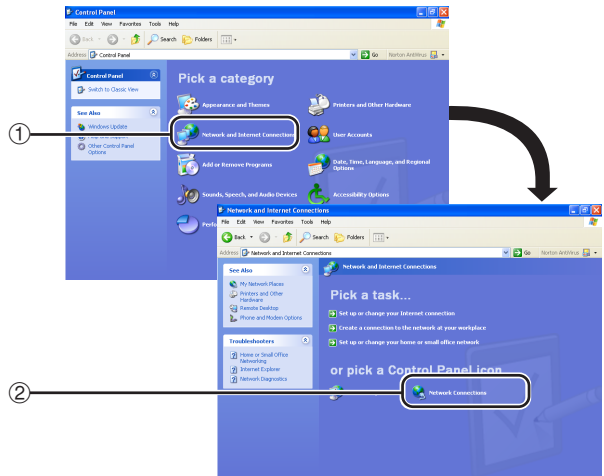 Control Panel
File Edit View Favorites Tools Help
Back Search Folders
Address Control Panel Go Norton AntiVirus
Control Panel
Switch to Classic View
See Also
Windows Update
Help and Support
Other Control Panel
Options
Pick a category
Appearance and Themes
Printers and Other Hardware
1
Network and Internet Connections
User Accounts
Add or Remove Programs
Date, Time, Language, and Regional
Options
Sounds, Speech, and Audio Devices
Accessibility Options
Perfo
Network and Internet Connections
File Edit View Favorites Tools Help
Back Search Folders
Address Network and Internet Connections Go Norton AntiVirus
See Also
My Network Places
Printers and Other
Hardware
Remote Desktop
Phone and Modem Options
Troubleshooters
Home or Small Office
Networking
Internet Explorer
Network Diagnostics
Network and Internet Connections
Pick a task...
Set up or change your Internet connection
Create a connection to the network at your workplace
Set up or change your home or small office network
or pick a Control Panel icon
2
Network Connections